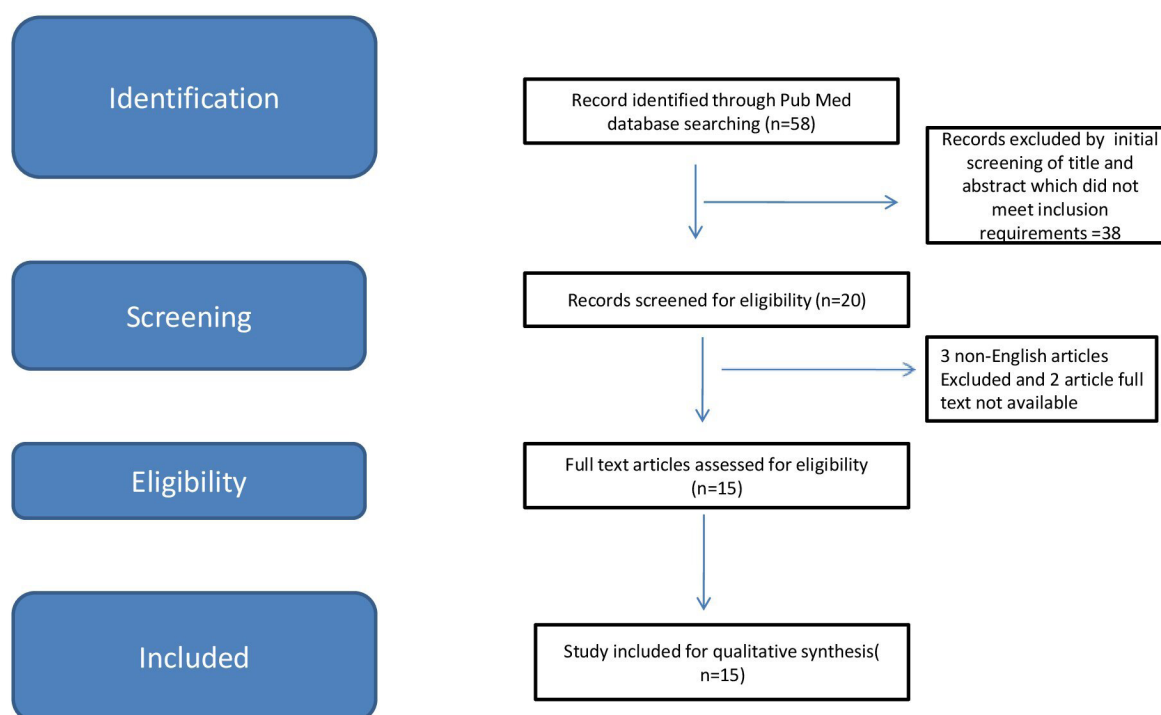 Identification
Record identified through Pub Med
database searching (n=58)
Records excluded by  initial
screening of title and
abstract which did not
meet inclusion
requirements =38
Screening
Records screened for eligibility (n=20)
3 non-English articles
Excluded and 2 article full
text not available
Eligibility
Full text articles assessed for eligibility
(n=15)
Included
Study included for qualitative synthesis(
n=15)